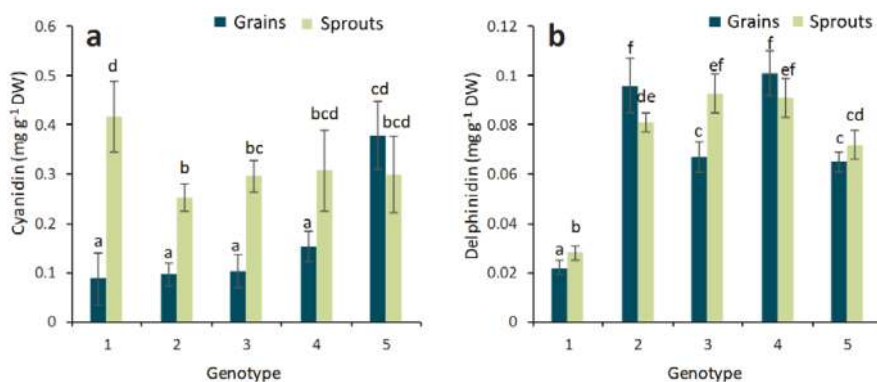 a
Grains Sprouts
Cyanidin (mg g-1 DW)
0.6
0.5
0.4
0.3
0.2
0.1
0
a d
a b
a bc
a bcd
cd bcd
1 2 3 4 5
Genotype
b
Grains Sprouts
Delphinidin (mg g-1 DW)
0.12
0.1
0.08
0.06
0.04
0.02
0
a b
f de
c ef
f ef
c cd
1 2 3 4 5
Genotype